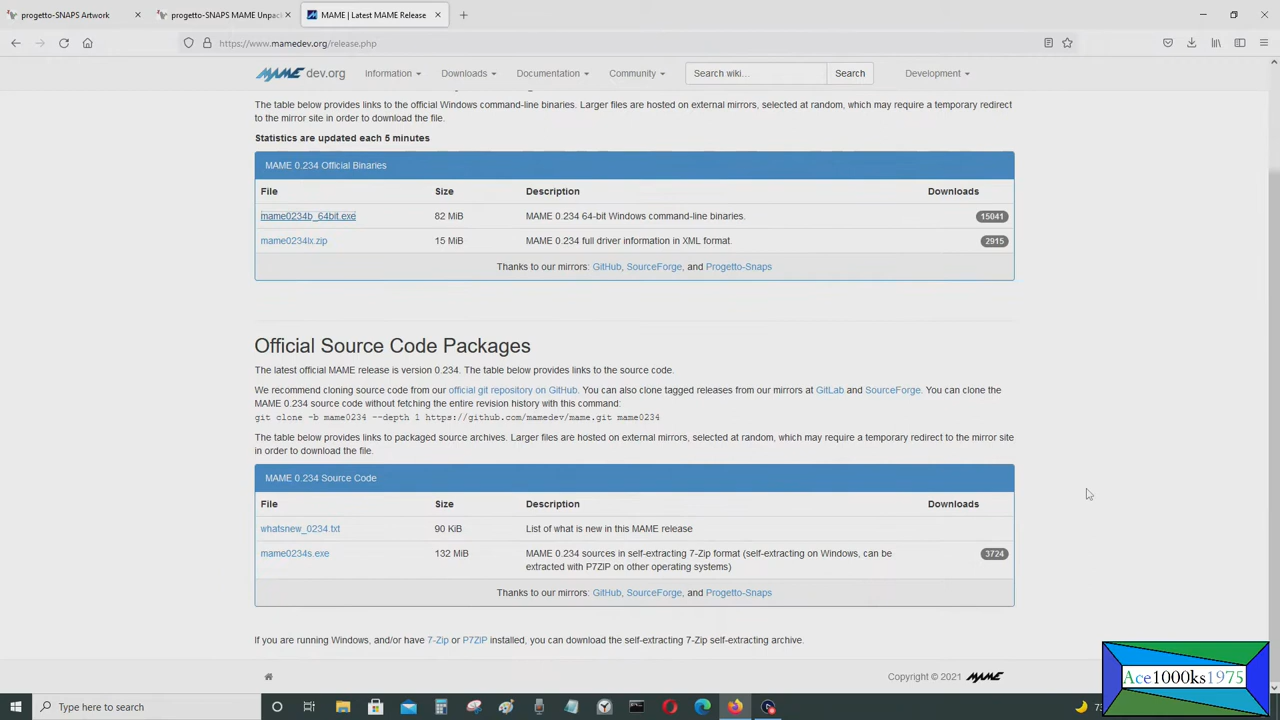 progetto-SNAPS Artwork
progetto-SNAPS MAME Unpack
MAME | Latest MAME Release
https://www.mamedev.org/release.php
MAME dev.org
Information
Downloads
Documentation
Community
Search wiki...
Search
Development
The table below provides links to the official Windows command-line binaries. Larger files are hosted on external mirrors, selected at random, which may require a temporary redirect
to the mirror site in order to download the file.
Statistics are updated each 5 minutes
MAME 0.234 Official Binaries
File Size Description Downloads
mame0234b_64bit.exe 82 MiB MAME 0.234 64-bit Windows command-line binaries. 15041
mame0234lx.zip 15 MiB MAME 0.234 full driver information in XML format. 2915
Thanks to our mirrors: GitHub, SourceForge, and Progetto-Snaps
Official Source Code Packages
The latest official MAME release is version 0.234. The table below provides links to the source code.
We recommend cloning source code from our official git repository on GitHub. You can also clone tagged releases from our mirrors at GitLab and SourceForge. You can clone the
MAME 0.234 source code without fetching the entire revision history with this command:
git clone -b mame0234 --depth 1 https://github.com/mamedev/mame.git mame0234
The table below provides links to packaged source archives. Larger files are hosted on external mirrors, selected at random, which may require a temporary redirect to the mirror site
in order to download the file.
MAME 0.234 Source Code
File Size Description Downloads
whatsnew_0234.txt 90 KiB List of what is new in this MAME release
mame0234s.exe 132 MiB MAME 0.234 sources in self-extracting 7-Zip format (self-extracting on Windows, can be 3724
extracted with P7ZIP on other operating systems)
Thanks to our mirrors: GitHub, SourceForge, and Progetto-Snaps
If you are running Windows, and/or have 7-Zip or P7ZIP installed, you can download the self-extracting 7-Zip self-extracting archive.
Copyright © 2021 MAME
Ace1000ks1975
Type here to search